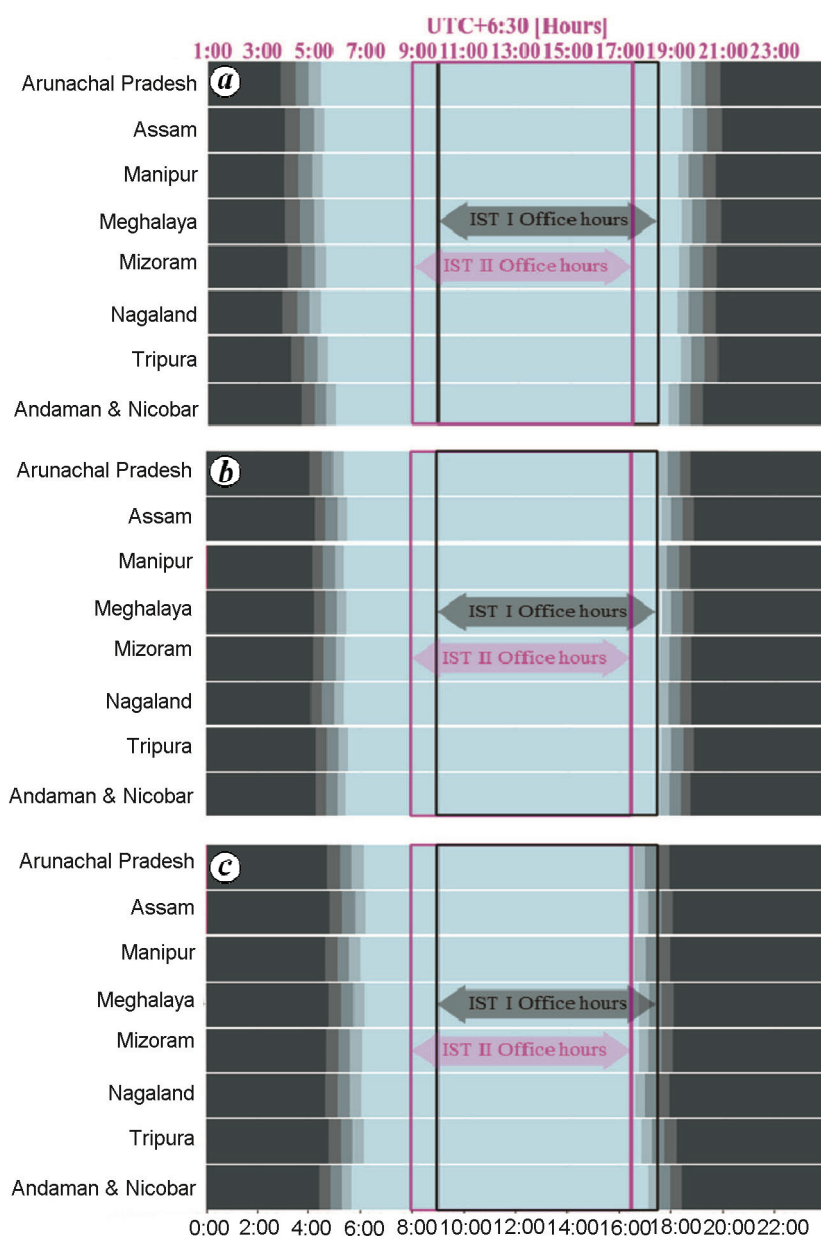 UTC+6:30 [Hours]
1:00 3:00 5:00 7:00 9:00 11:00 13:00 15:00 17:00 19:00 21:00 23:00
a
Arunachal Pradesh
Assam
Manipur
Meghalaya
IST I Office hours
Mizoram
IST II Office hours
Nagaland
Tripura
Andaman & Nicobar
b
Arunachal Pradesh
Assam
Manipur
Meghalaya
IST I Office hours
Mizoram
IST II Office hours
Nagaland
Tripura
Andaman & Nicobar
c
Arunachal Pradesh
Assam
Manipur
Meghalaya
IST I Office hours
Mizoram
IST II Office hours
Nagaland
Tripura
Andaman & Nicobar
0:00 2:00 4:00 6:00 8:00 10:00 12:00 14:00 16:00 18:00 20:00 22:00